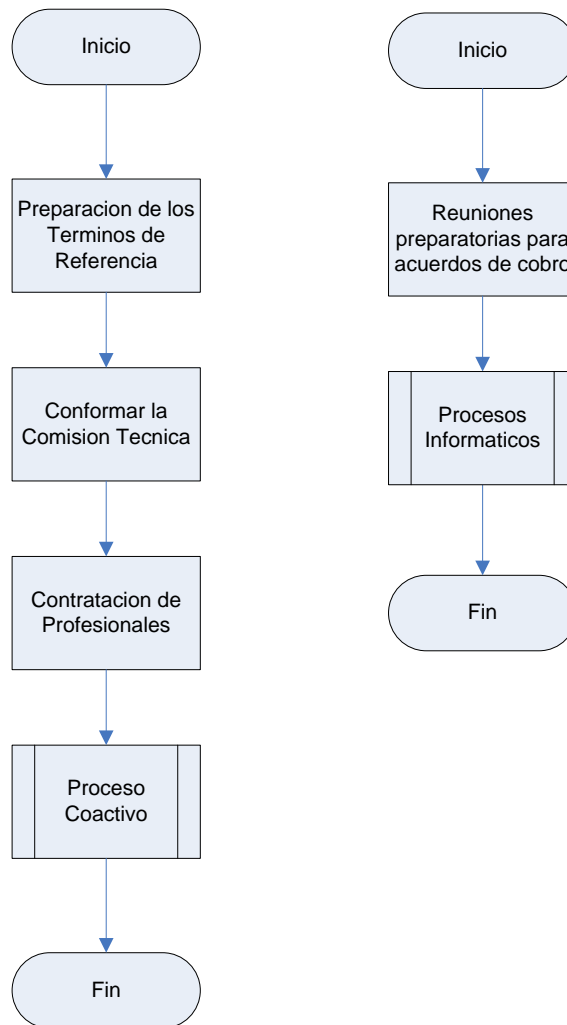 Inicio
Preparacion de los
Terminos de
Referencia
Conformar la
Comision Tecnica
Contratacion de
Profesionales
Proceso
Coactivo
Fin
Inicio
Reuniones
preparatorias para
acuerdos de cobro
Procesos
Informaticos
Fin